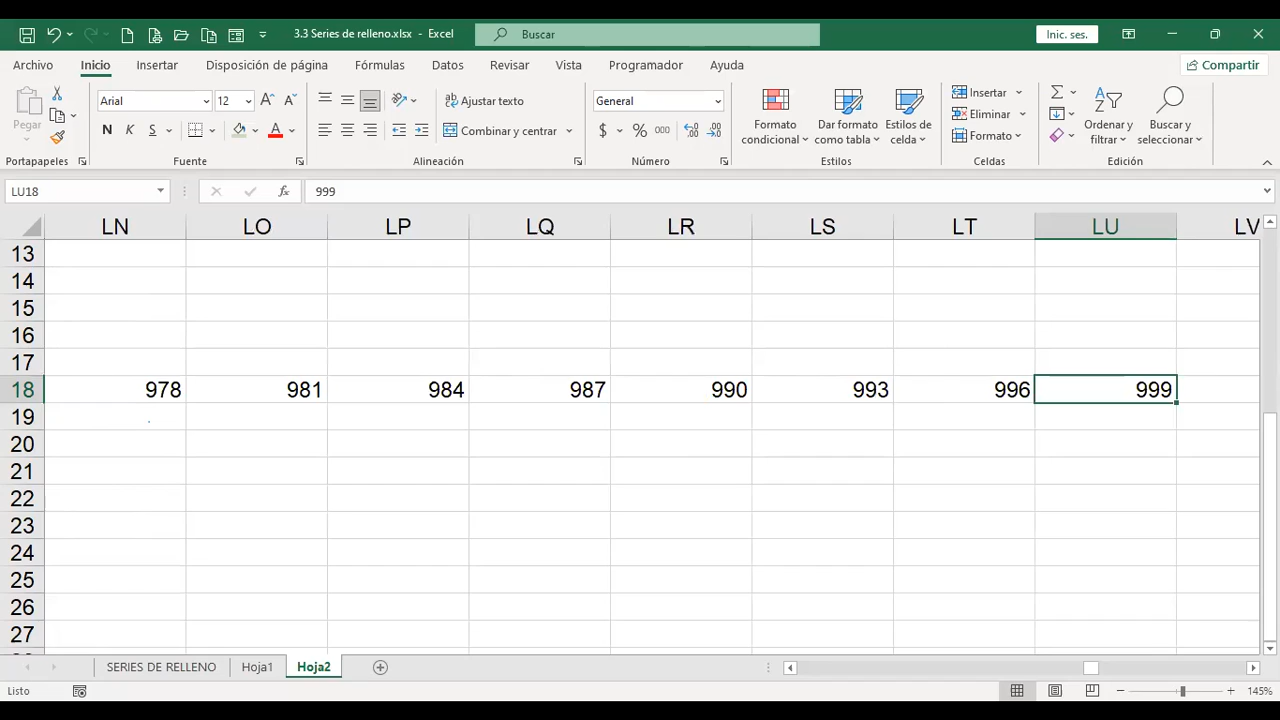 3.3 Series de relleno.xlsx - Excel
Buscar
Inic. ses.
Archivo Inicio Insertar Disposición de página Fórmulas Datos Revisar Vista Programador Ayuda Compartir
Pegar
Portapapeles
Arial 12
N K S
Fuente
Ajustar texto
Combinar y centrar
Alineación
General
$ % 000
Número
Formato condicional
Dar formato como tabla
Estilos de celda
Estilos
Insertar
Eliminar
Formato
Celdas
Ordenar y filtrar
Buscar y seleccionar
Edición
LU18 fx 999
LN LO LP LQ LR LS LT LU LV
13
14
15
16
17
18 978 981 984 987 990 993 996 999
19
20
21
22
23
24
25
26
27
SERIES DE RELLENO Hoja1 Hoja2
Listo 145%